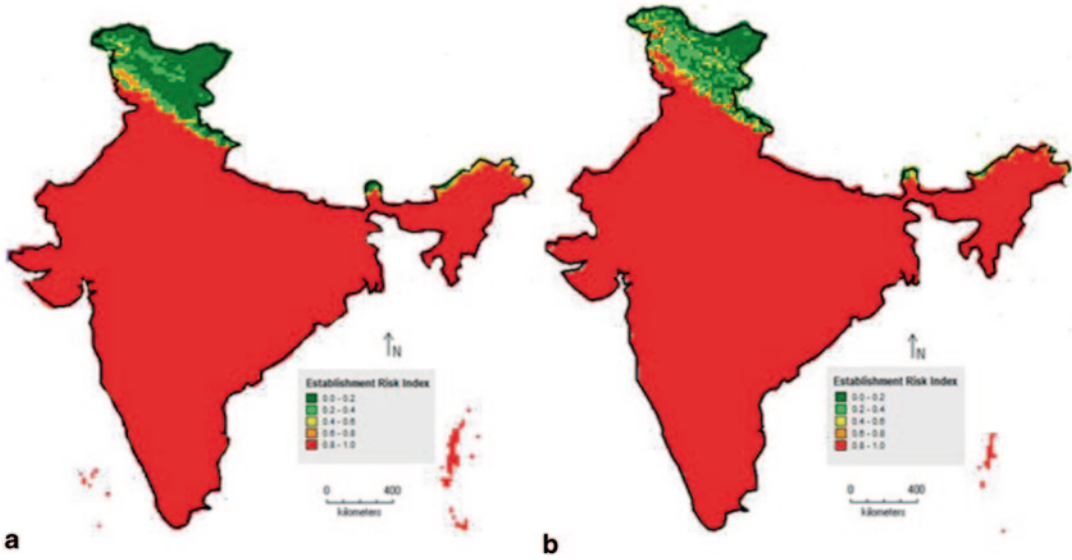 N
Establishment Risk Index
0.0 - 0.2
0.2 - 0.4
0.4 - 0.6
0.6 - 0.8
0.8 - 1.0
0 400
kilometers
a
N
Establishment Risk Index
0.0 - 0.2
0.2 - 0.4
0.4 - 0.6
0.6 - 0.8
0.8 - 1.0
0 400
kilometers
b